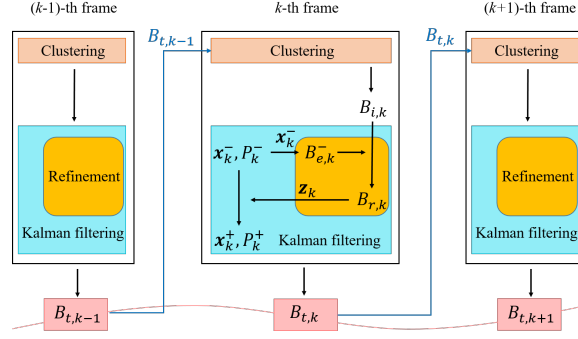 (k-1)-th frame
k-th frame
(k+1)-th frame
Clustering
B_{t,k-1}
Clustering
B_{t,k}
Clustering
B_{i,k}
Refinement
Kalman filtering
x_k^-
x_k^-, P_k^-
B_{e,k}^-
z_k
B_{r,k}
x_k^+, P_k^+
Kalman filtering
Refinement
Kalman filtering
B_{t,k-1}
B_{t,k}
B_{t,k+1}